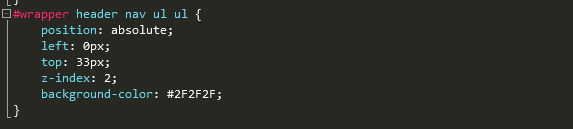 }
#wrapper header nav ul ul {
position: absolute;
left: 0px;
top: 33px;
z-index: 2;
background-color: #2F2F2F;
}